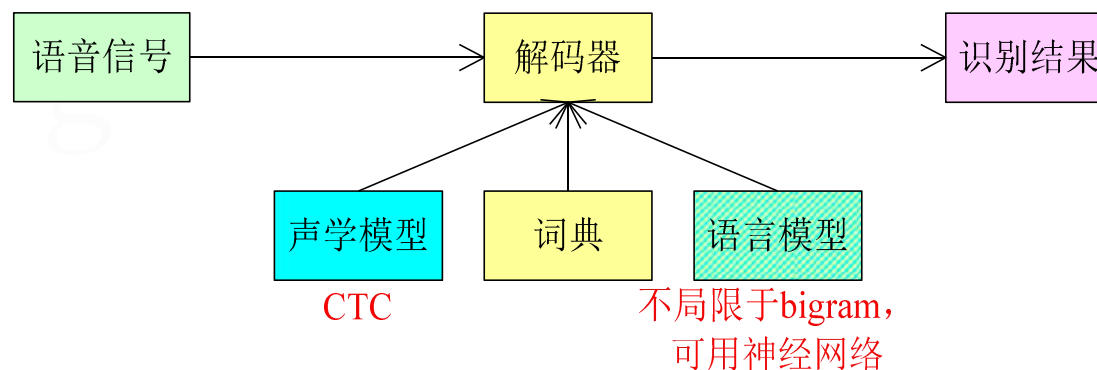 语音信号
解码器
识别结果
声学模型
词典
语言模型
CTC
不局限于bigram，
可用神经网络